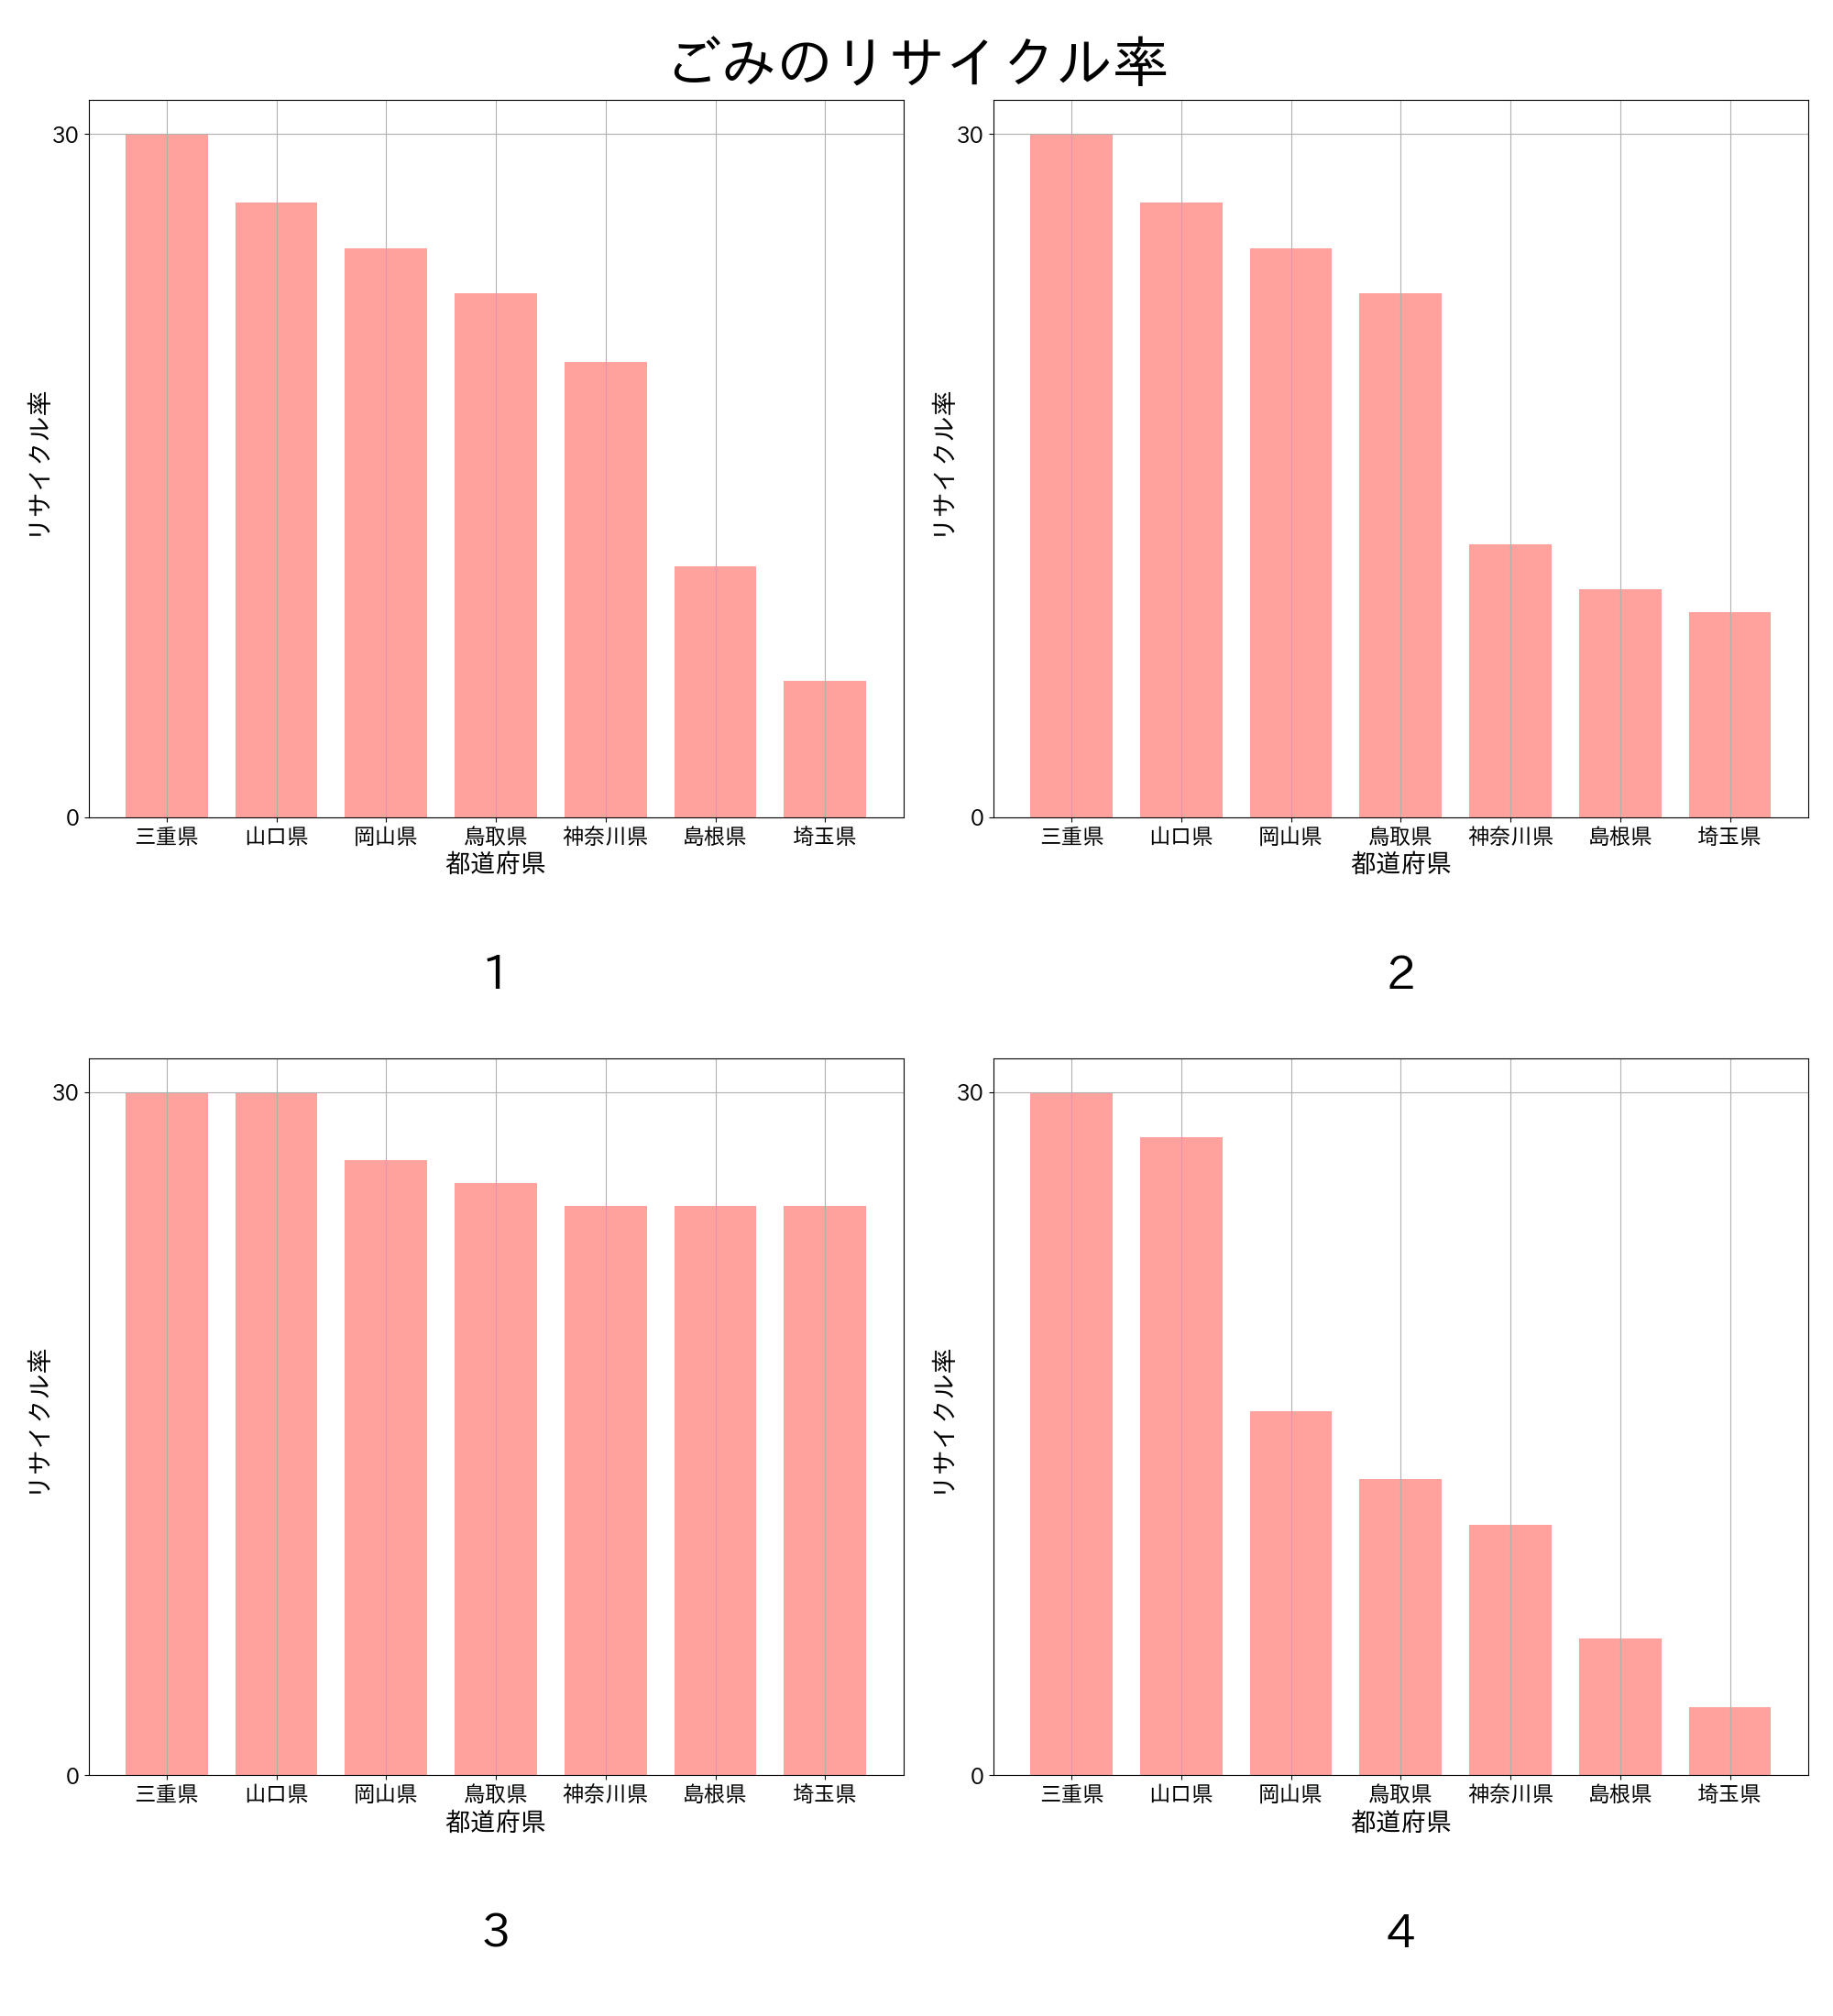 ごみのリサイクル率
30
0
リサイクル率
三重県 山口県 岡山県 鳥取県 神奈川県 島根県 埼玉県
都道府県
1
30
0
リサイクル率
三重県 山口県 岡山県 鳥取県 神奈川県 島根県 埼玉県
都道府県
2
30
0
リサイクル率
三重県 山口県 岡山県 鳥取県 神奈川県 島根県 埼玉県
都道府県
3
30
0
リサイクル率
三重県 山口県 岡山県 鳥取県 神奈川県 島根県 埼玉県
都道府県
4